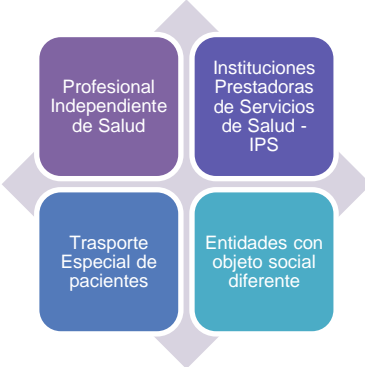 Profesional
Independiente
de Salud
Instituciones
Prestadoras
de Servicios
de Salud -
IPS
Trasporte
Especial de
pacientes
Entidades con
objeto social
diferente